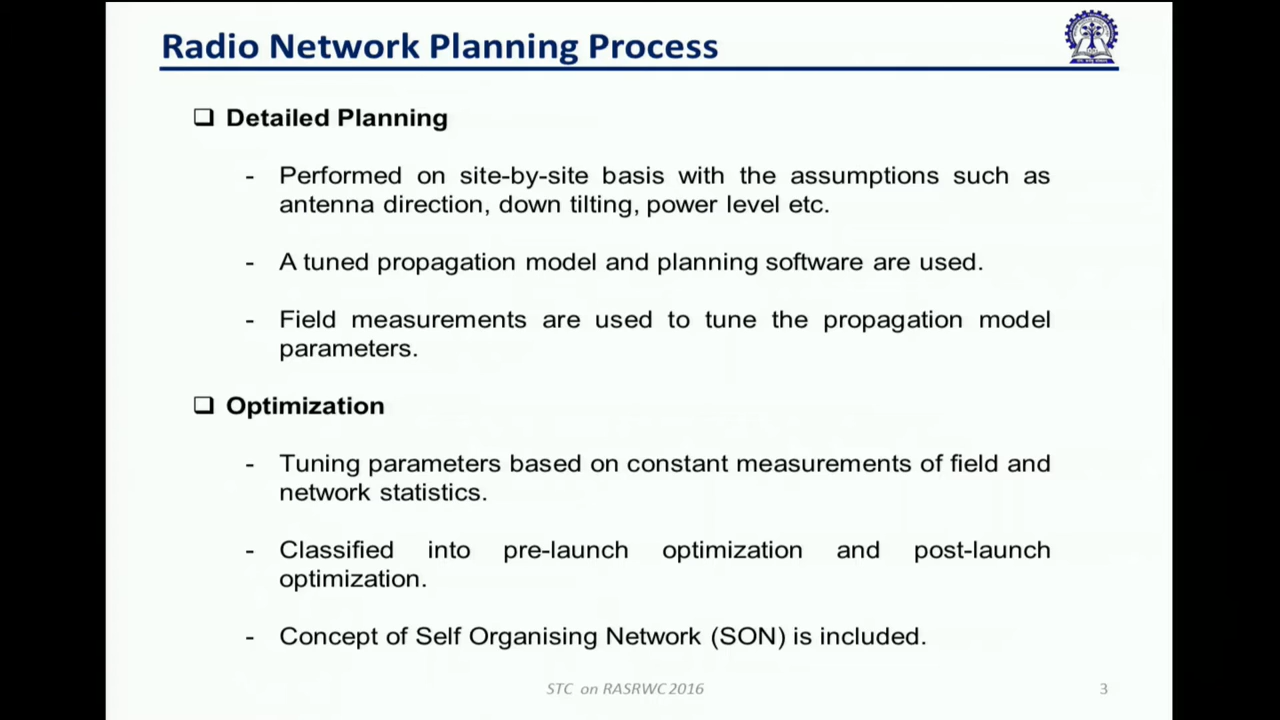 Radio Network Planning Process
Detailed Planning
- Performed on site-by-site basis with the assumptions such as
antenna direction, down tilting, power level etc.
- A tuned propagation model and planning software are used.
- Field measurements are used to tune the propagation model
parameters.
Optimization
- Tuning parameters based on constant measurements of field and
network statistics.
- Classified into pre-launch optimization and post-launch
optimization.
- Concept of Self Organising Network (SON) is included.
STC on RASRWC2016
3